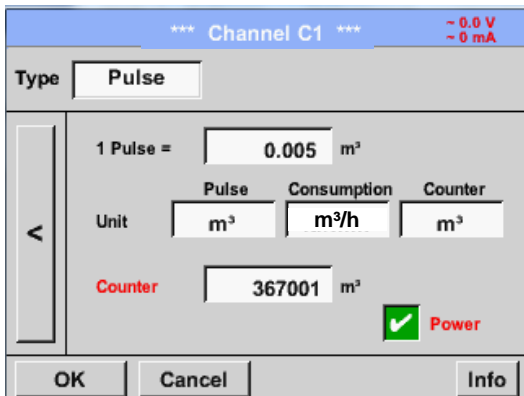 *** Channel C1 ***
~ 0.0 V
~ 0 mA
Type Pulse
1 Pulse = 0.005 m³
Pulse Consumption Counter
Unit m³ m³/h m³
<
Counter 367001 m³
✔ Power
OK Cancel Info